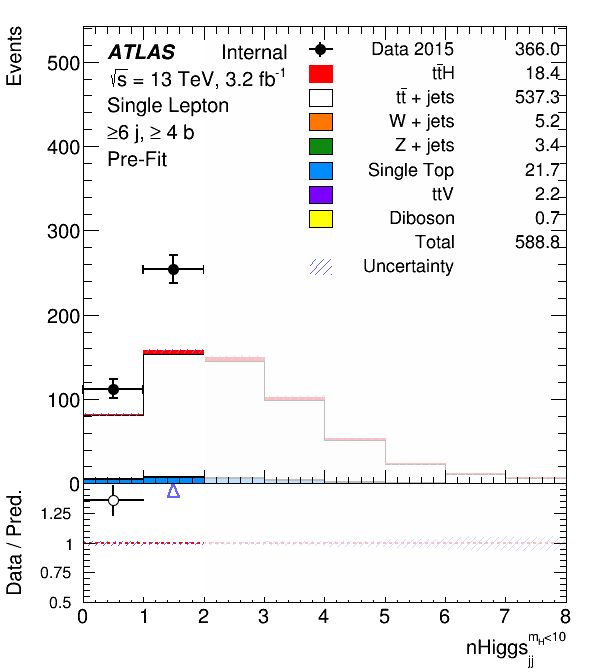 Events
500
400
300
200
100
0
ATLAS Internal
√s = 13 TeV, 3.2 fb⁻¹
Single Lepton
≥6 j, ≥ 4 b
Pre-Fit
Data 2015 366.0
tt̄H 18.4
tt̄ + jets 537.3
W + jets 5.2
Z + jets 3.4
Single Top 21.7
ttV 2.2
Diboson 0.7
Total 588.8
Uncertainty
Data / Pred.
1.25
1
0.75
0.5
0 1 2 3 4 5 6 7 8
nHiggs_jj^m_H<10